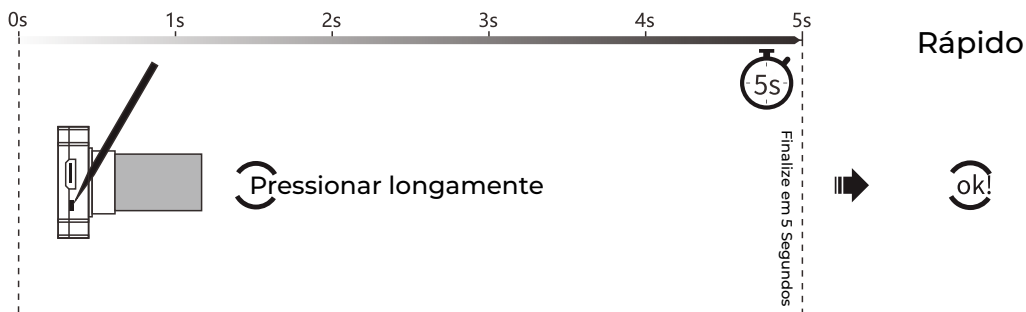 0s 1s 2s 3s 4s 5s
Rápido
5s
Pressionar longamente
Finalize em 5 Segundos
ok!